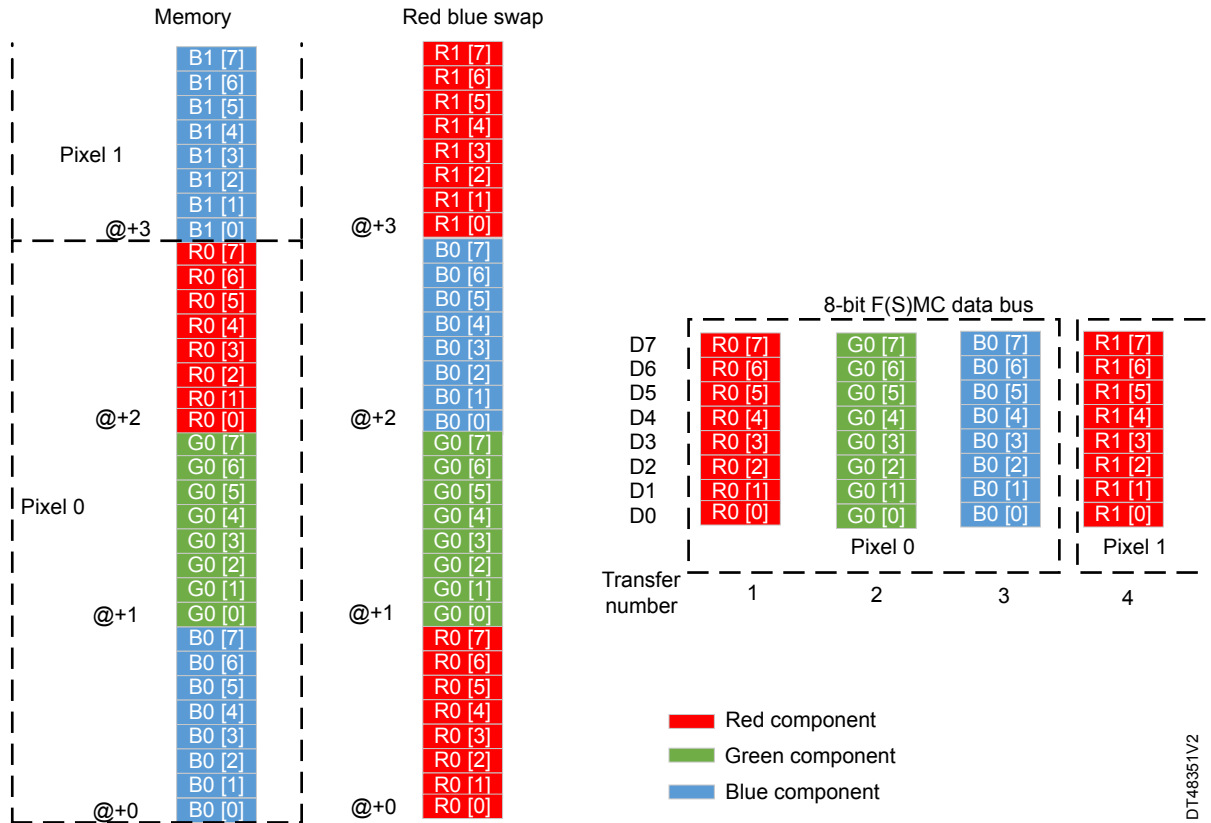 Memory
B1 [7]
B1 [6]
B1 [5]
B1 [4]
B1 [3]
B1 [2]
B1 [1]
B1 [0]
R0 [7]
R0 [6]
R0 [5]
R0 [4]
R0 [3]
R0 [2]
R0 [1]
R0 [0]
G0 [7]
G0 [6]
G0 [5]
G0 [4]
G0 [3]
G0 [2]
G0 [1]
G0 [0]
B0 [7]
B0 [6]
B0 [5]
B0 [4]
B0 [3]
B0 [2]
B0 [1]
B0 [0]
Pixel 1
@+3
@+2
Pixel 0
@+1
@+0
Red blue swap
R1 [7]
R1 [6]
R1 [5]
R1 [4]
R1 [3]
R1 [2]
R1 [1]
R1 [0]
B0 [7]
B0 [6]
B0 [5]
B0 [4]
B0 [3]
B0 [2]
B0 [1]
B0 [0]
G0 [7]
G0 [6]
G0 [5]
G0 [4]
G0 [3]
G0 [2]
G0 [1]
G0 [0]
R0 [7]
R0 [6]
R0 [5]
R0 [4]
R0 [3]
R0 [2]
R0 [1]
R0 [0]
@+3
@+2
@+1
@+0
8-bit F(S)MC data bus
D7 R0 [7] G0 [7] B0 [7] R1 [7]
D6 R0 [6] G0 [6] B0 [6] R1 [6]
D5 R0 [5] G0 [5] B0 [5] R1 [5]
D4 R0 [4] G0 [4] B0 [4] R1 [4]
D3 R0 [3] G0 [3] B0 [3] R1 [3]
D2 R0 [2] G0 [2] B0 [2] R1 [2]
D1 R0 [1] G0 [1] B0 [1] R1 [1]
D0 R0 [0] G0 [0] B0 [0] R1 [0]
Pixel 0 Pixel 1
Transfer
number
1 2 3 4
Red component
Green component
Blue component
DT48351V2